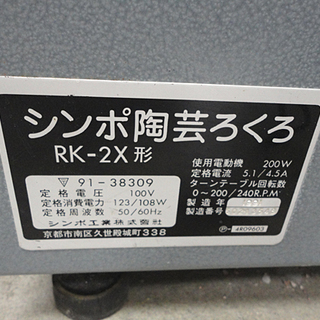 シンポ陶芸ろくろ
RK-2X形
▽ 91-38309
定格電圧 100V
定格消費電力 123/108W
定格周波数 50/60Hz
シンポ工業株式会社
京都市南区久世殿城町338
使用電動機 200W
定格電流 5.1/4.5A
ターンテーブル回転数
0~200/240R.P.M
製造年
製造
4R09603